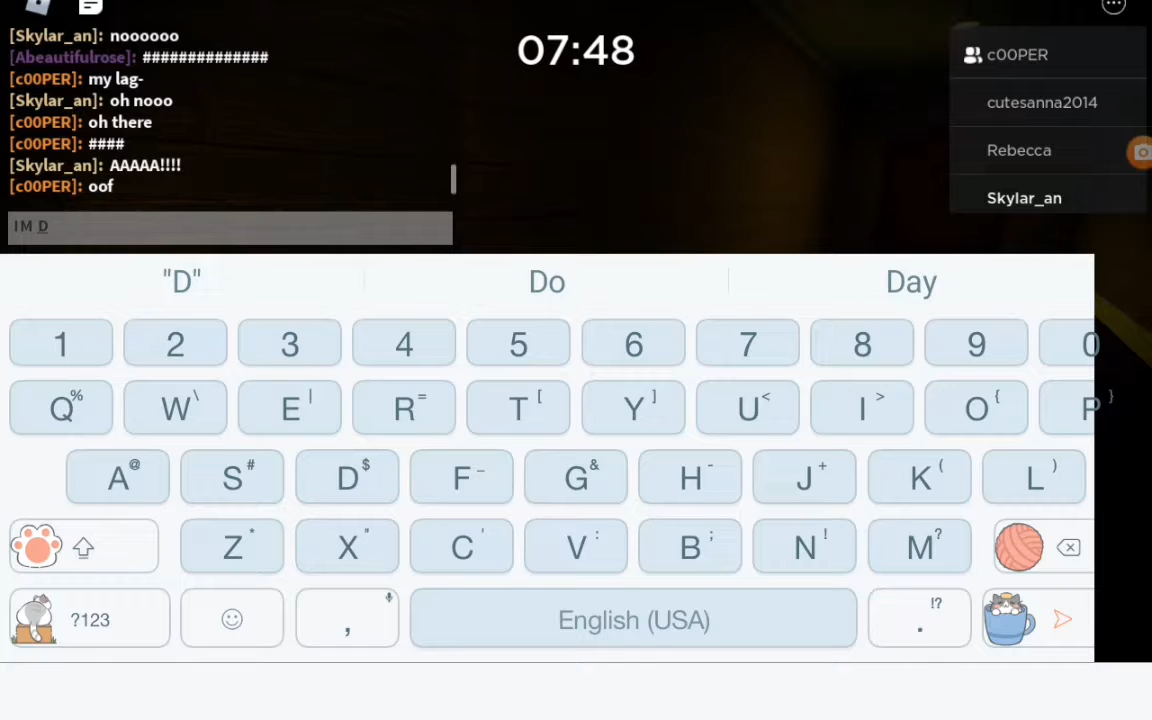 [Skylar_an]: noooooo
[Abeautifulrose]: ##############
[c00PER]: my lag-
[Skylar_an]: oh nooo
[c00PER]: oh there
[c00PER]: ####
[Skylar_an]: AAAAA!!!!
[c00PER]: oof
IM D
07:48
c00PER
cutesanna2014
Rebecca
Skylar_an
"D" Do Day
1 2 3 4 5 6 7 8 9 0
Q % W \ E | R = T [ Y ] U < I > O { P }
A @ S # D $ F _ G & H - J + K ( L )
Z * X " C ' V : B ; N ! M ?
?123 , English (USA) . !?